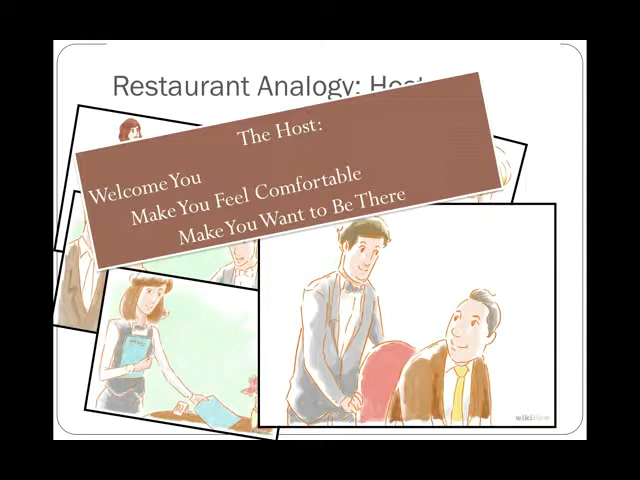 Restaurant Analogy: Host
The Host:
Welcome You
Make You Feel Comfortable
Make You Want to Be There
wikiHow